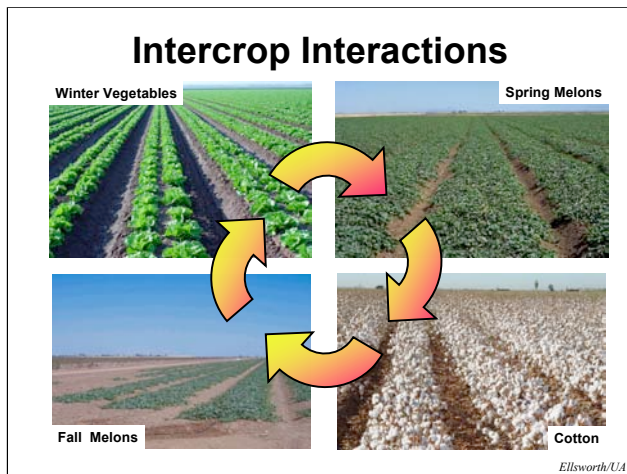 Intercrop Interactions
Winter Vegetables
Spring Melons
Fall Melons
Cotton
Ellsworth/UA